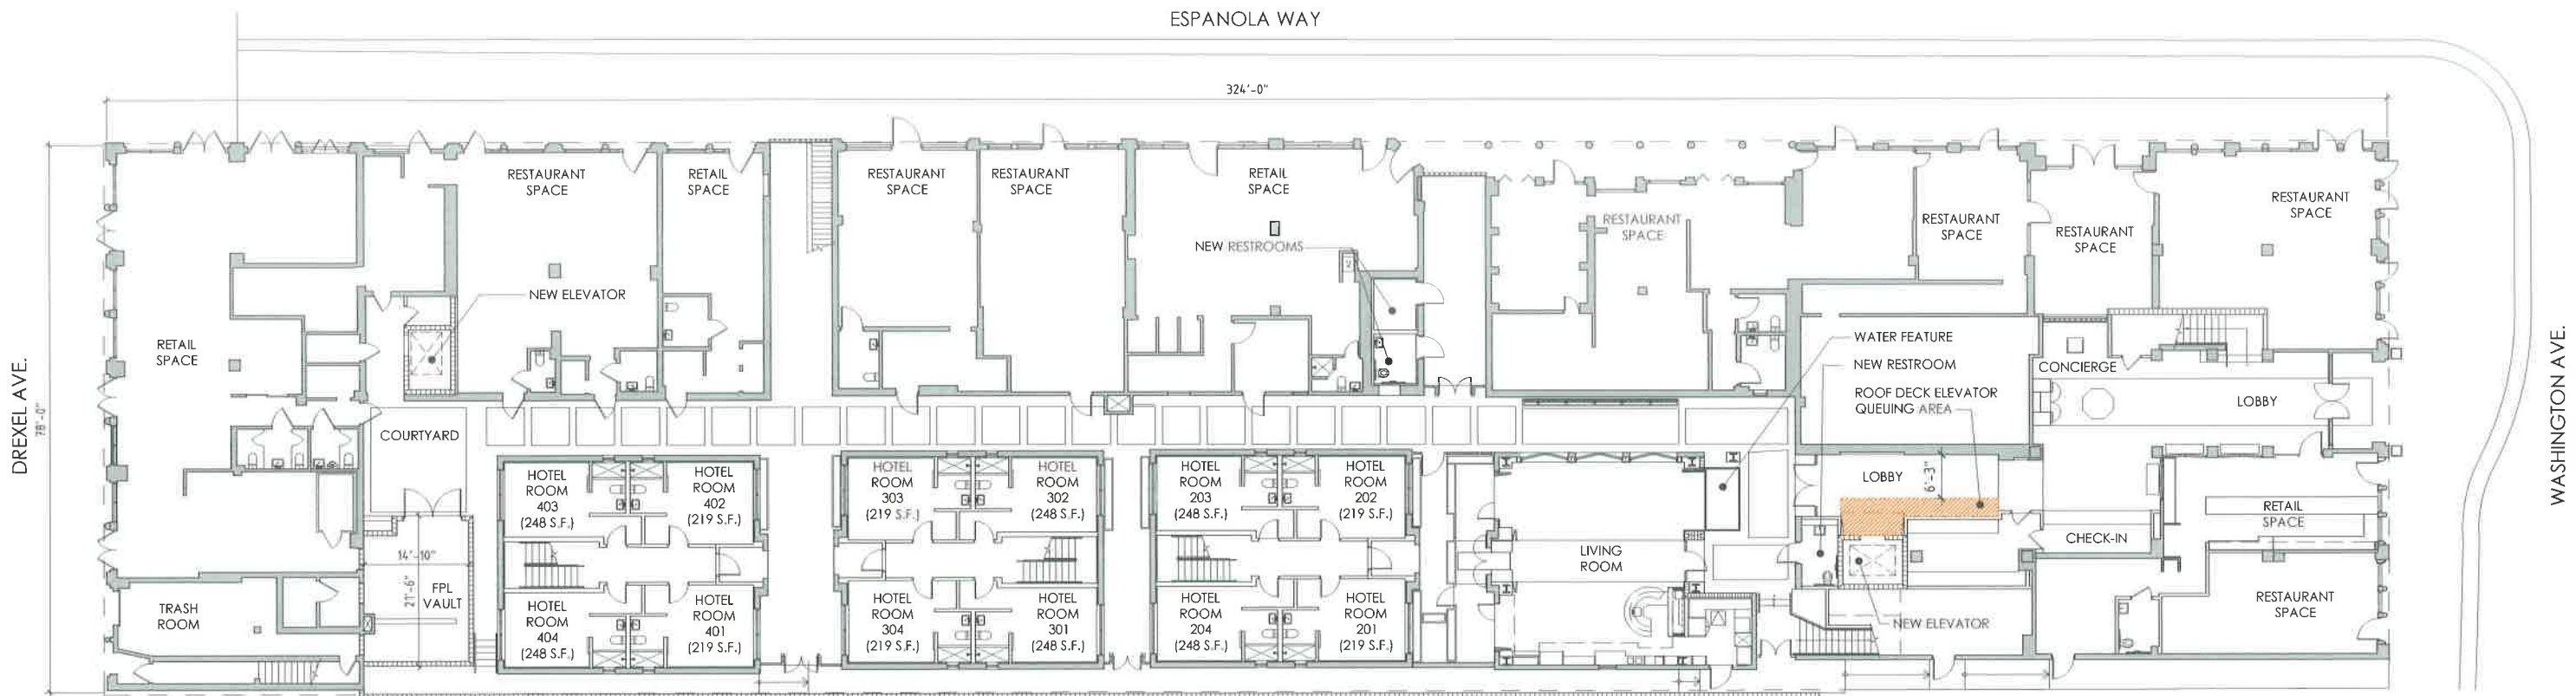 ESPANOLA WAY
324'-0"
DREXEL AVE.
78'-0"
WASHINGTON AVE.
RESTAURANT
SPACE
RETAIL
SPACE
RESTAURANT
SPACE
RESTAURANT
SPACE
RETAIL
SPACE
RESTAURANT
SPACE
RESTAURANT
SPACE
RESTAURANT
SPACE
RESTAURANT
SPACE
NEW RESTROOMS
NEW ELEVATOR
RETAIL
SPACE
WATER FEATURE
NEW RESTROOM
ROOF DECK ELEVATOR
QUEUING AREA
CONCIERGE
LOBBY
COURTYARD
LOBBY
6'-3"
HOTEL
ROOM
403
(248 S.F.)
HOTEL
ROOM
402
(219 S.F.)
HOTEL
ROOM
303
(219 S.F.)
HOTEL
ROOM
302
(248 S.F.)
HOTEL
ROOM
203
(248 S.F.)
HOTEL
ROOM
202
(219 S.F.)
RETAIL
SPACE
CHECK-IN
14'-10"
21'-6"
FPL
VAULT
LIVING
ROOM
TRASH
ROOM
HOTEL
ROOM
404
(248 S.F.)
HOTEL
ROOM
401
(219 S.F.)
HOTEL
ROOM
304
(219 S.F.)
HOTEL
ROOM
301
(248 S.F.)
HOTEL
ROOM
204
(248 S.F.)
HOTEL
ROOM
201
(219 S.F.)
NEW ELEVATOR
RESTAURANT
SPACE